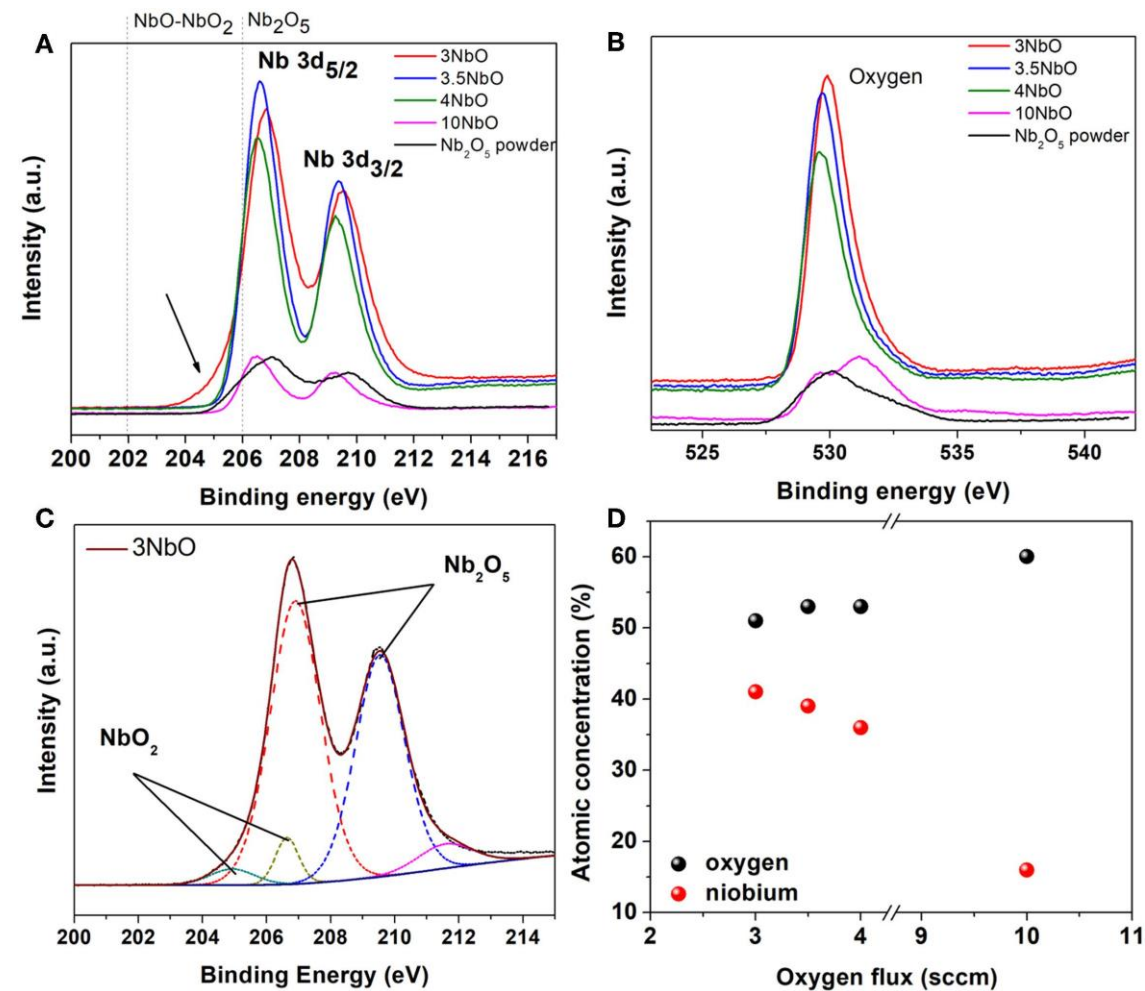 NbO-NbO₂ Nb₂O₅
A
Nb 3d₅/₂
3NbO
3.5NbO
4NbO
10NbO
Nb₂O₅ powder
Nb 3d₃/₂
Intensity (a.u.)
200 202 204 206 208 210 212 214 216
Binding energy (eV)
B
Oxygen
3NbO
3.5NbO
4NbO
10NbO
Nb₂O₅ powder
Intensity (a.u.)
525 530 535 540
Binding energy (eV)
C
3NbO
Nb₂O₅
NbO₂
Intensity (a.u.)
200 202 204 206 208 210 212 214
Binding Energy (eV)
D
60
50
40
30
20
10
Atomic concentration (%)
oxygen
niobium
2 3 4 9 10 11
Oxygen flux (sccm)